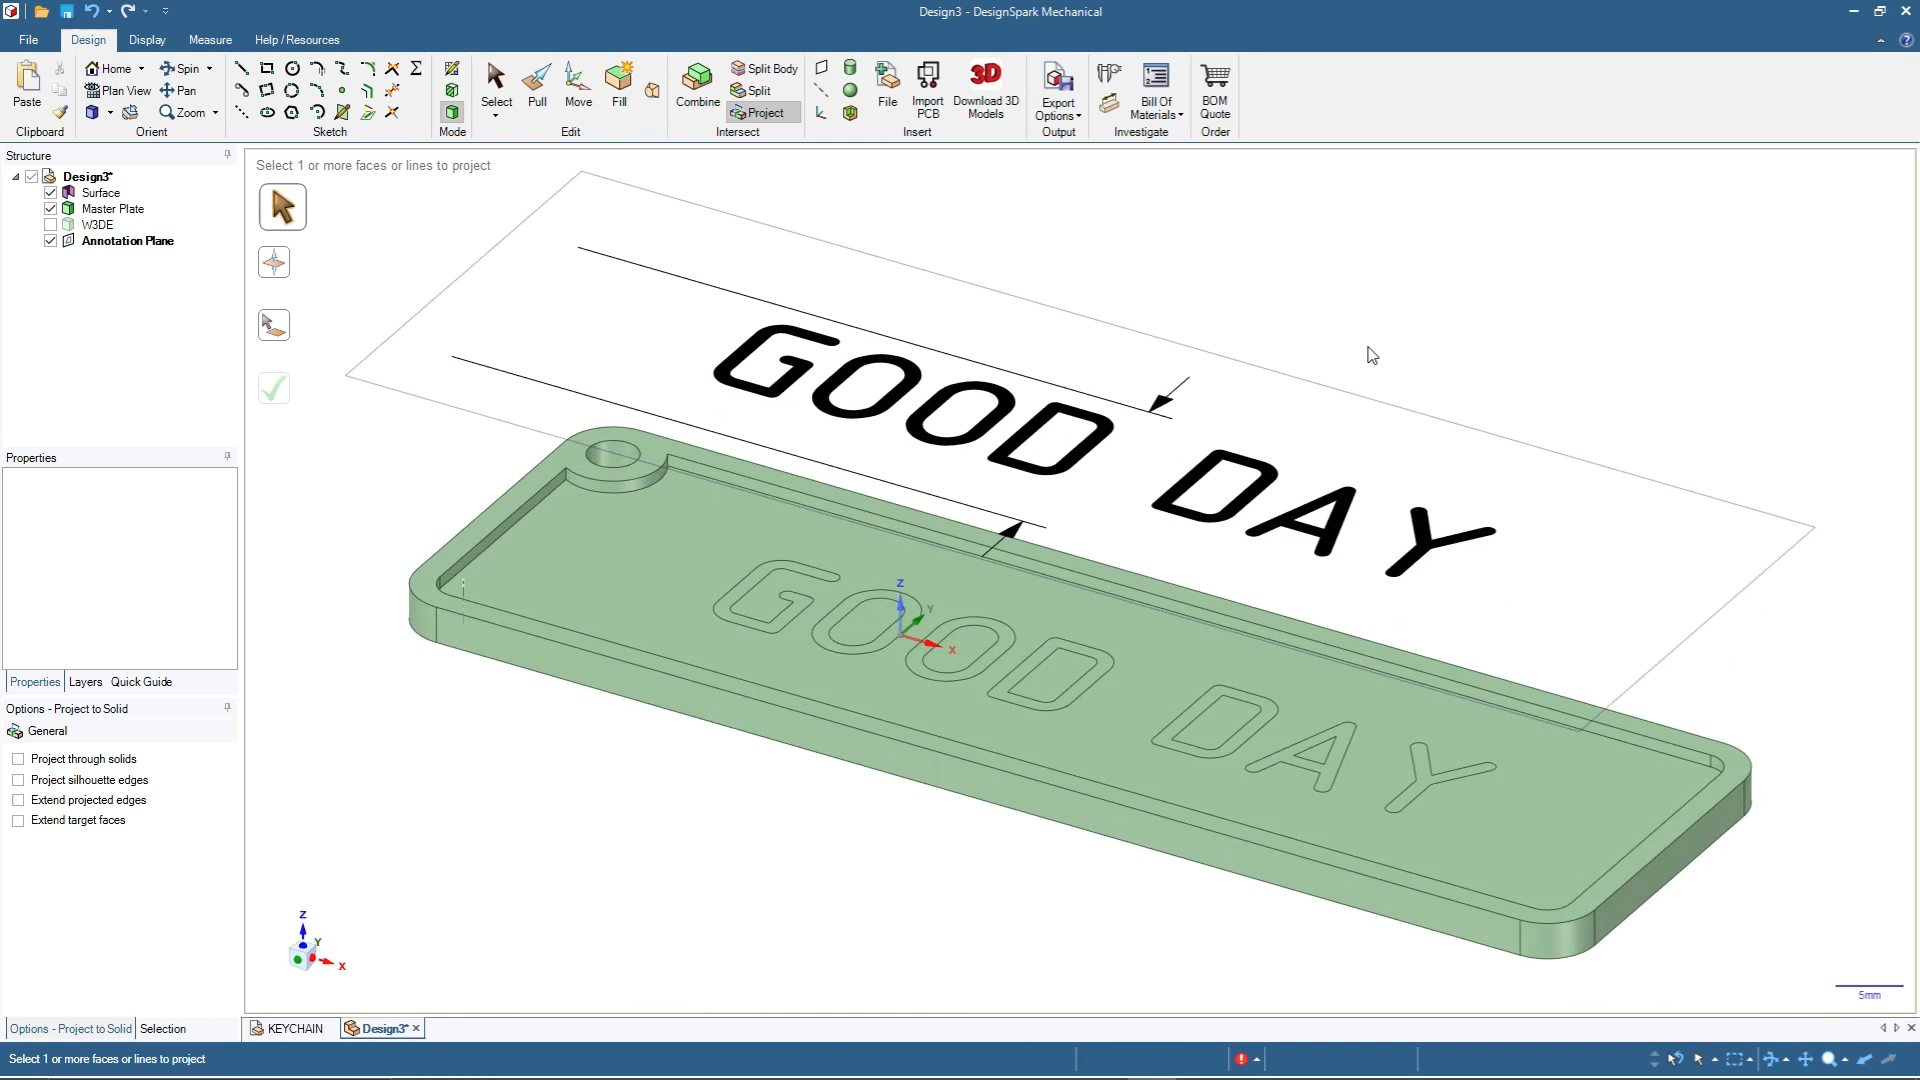 Design3 - DesignSpark Mechanical
File
Design
Display
Measure
Help / Resources
Paste
Home
Plan View
Spin
Pan
Zoom
Select
Pull
Move
Fill
Combine
Split Body
Split
Project
File
Import
PCB
3D
Download 3D
Models
Export
Options
Bill Of
Materials
BOM
Quote
Clipboard
Orient
Sketch
Mode
Edit
Intersect
Insert
Output
Investigate
Order
Structure
Design3*
Surface
Master Plate
W3DE
Annotation Plane
Properties
Properties
Layers
Quick Guide
Options - Project to Solid
General
Project through solids
Project silhouette edges
Extend projected edges
Extend target faces
Options - Project to Solid
Selection
Select 1 or more faces or lines to project
GOOD DAY
GOOD DAY
Z
Y
X
Z
Y
X
5mm
KEYCHAIN
Design3*
Select 1 or more faces or lines to project